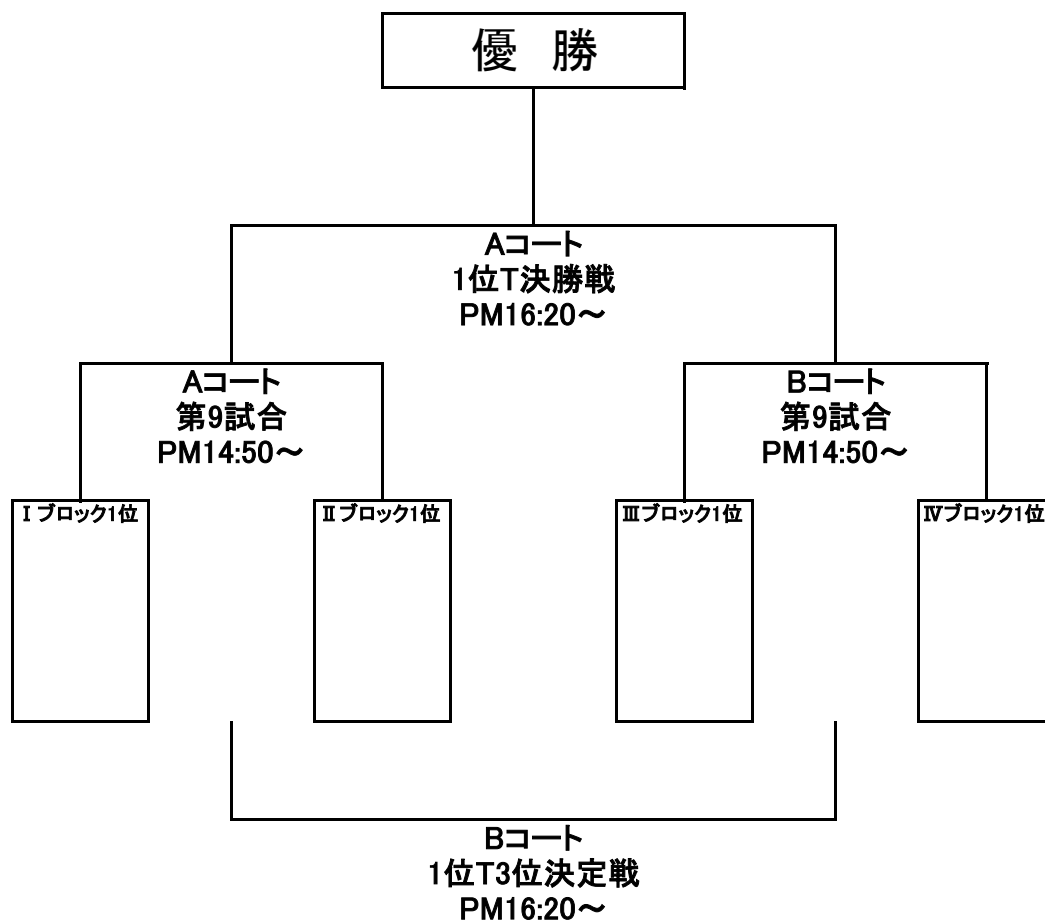 優　勝
Aコート
1位T決勝戦
PM16:20～
Aコート
第9試合
PM14:50～
Bコート
第9試合
PM14:50～
Ⅰブロック1位
Ⅱブロック1位
Ⅲブロック1位
Ⅳブロック1位
Bコート
1位T3位決定戦
PM16:20～